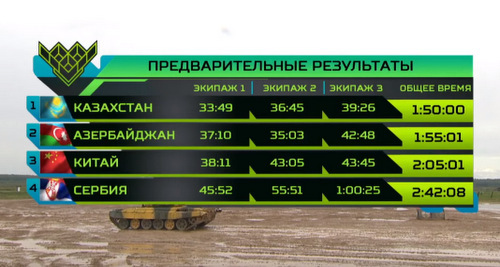 ПРЕДВАРИТЕЛЬНЫЕ РЕЗУЛЬТАТЫ
ЭКИПАЖ 1 ЭКИПАЖ 2 ЭКИПАЖ 3 ОБЩЕЕ ВРЕМЯ
1 КАЗАХСТАН 33:49 36:45 39:26 1:50:00
2 АЗЕРБАЙДЖАН 37:10 35:03 42:48 1:55:01
3 КИТАЙ 38:11 43:05 43:45 2:05:01
4 СЕРБИЯ 45:52 55:51 1:00:25 2:42:08